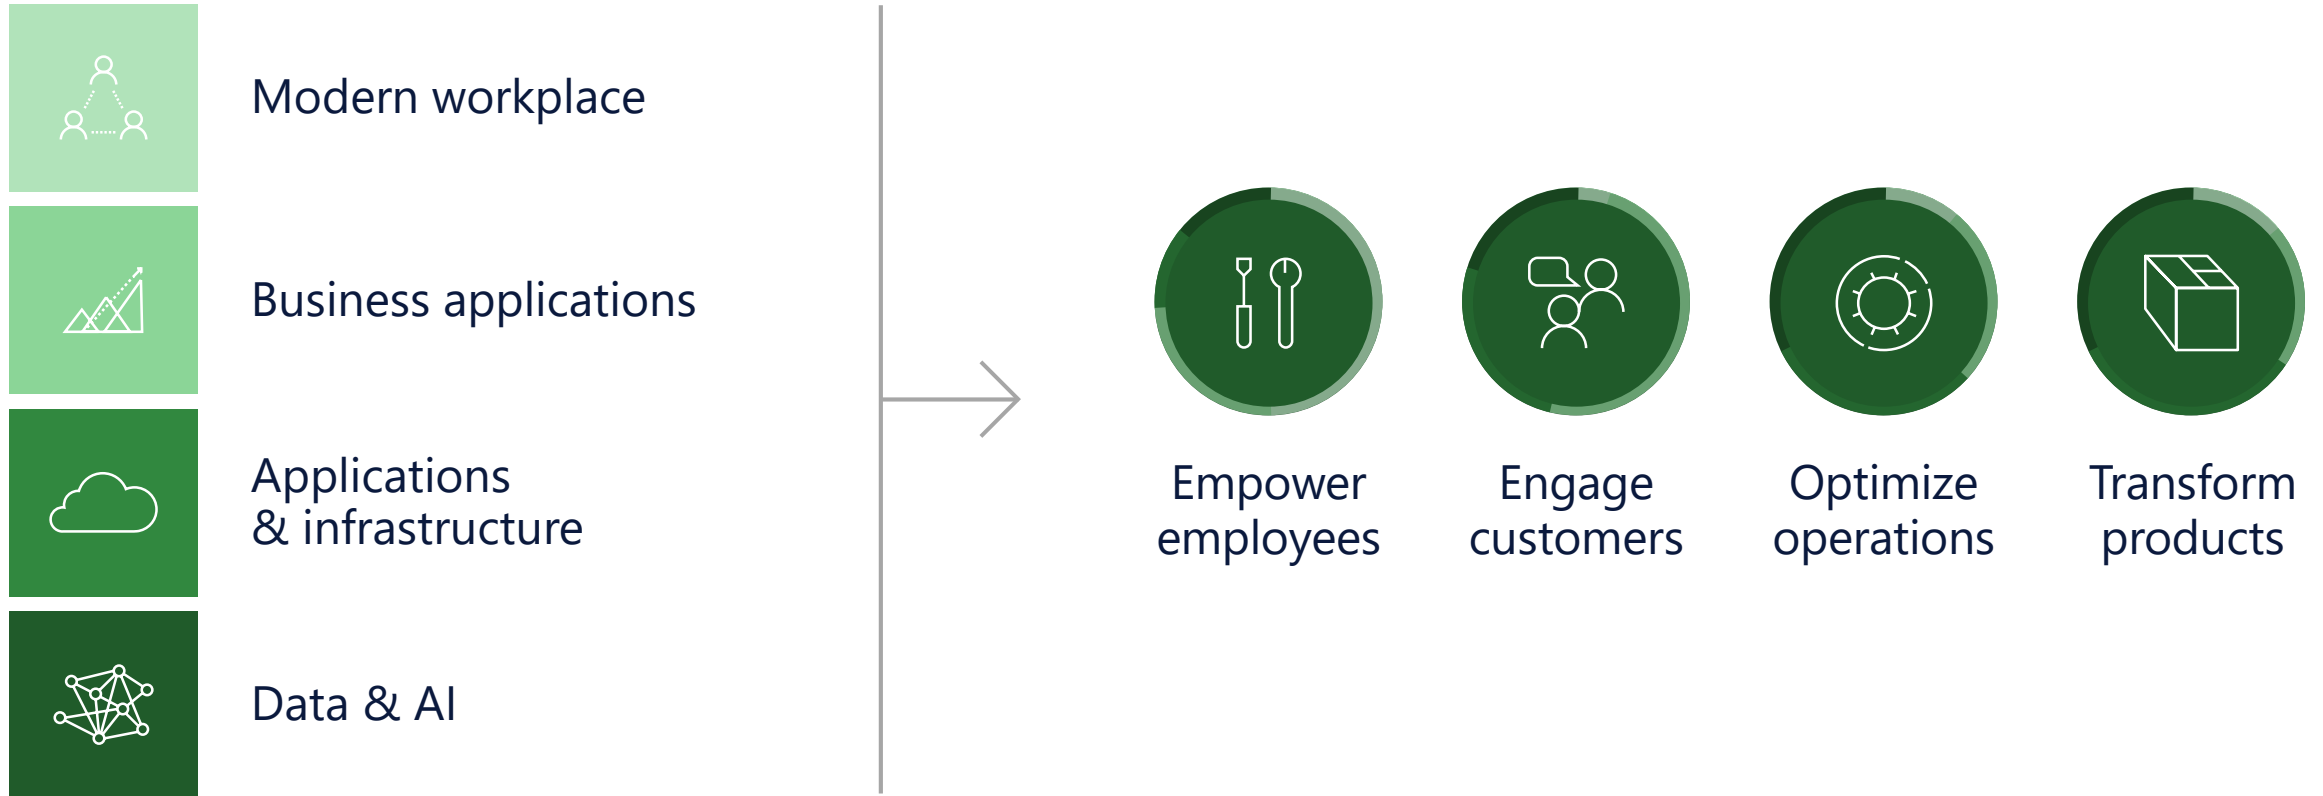 Modern workplace
Business applications
Applications
& infrastructure
Data & AI
Empower
employees
Engage
customers
Optimize
operations
Transform
products